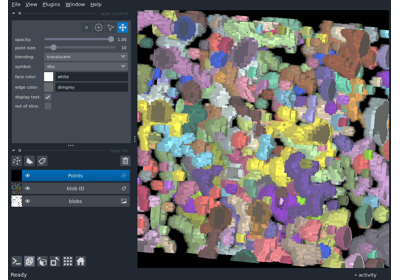 File View Plugins Window Help
opacity: 1.00
point size: 10
blending: translucent
symbol: disc
face color: white
edge color: dimgrey
display text: ✓
out of slice:
Points
blob ID
blobs
Ready
activity